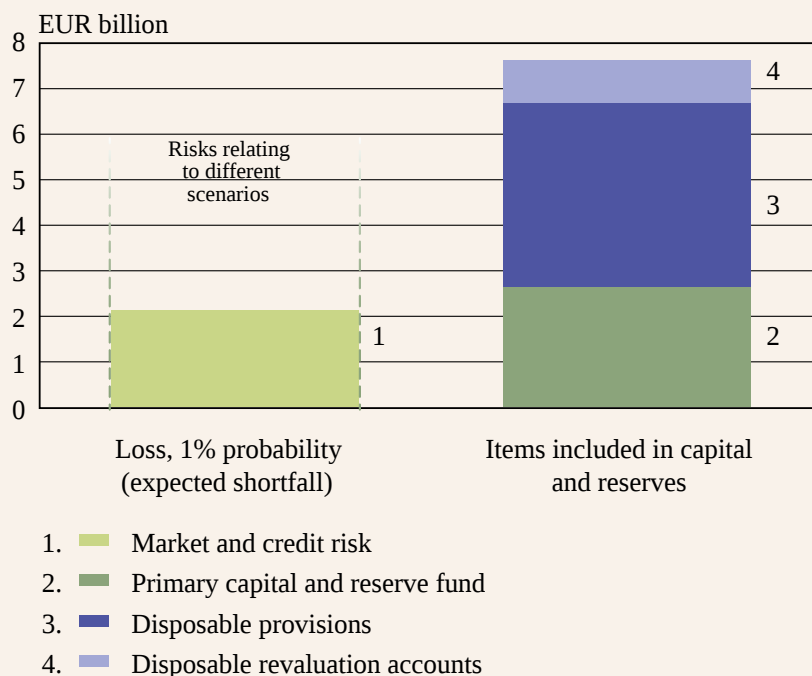 EUR billion
8
7
6
5
4
3
2
1
0
Risks relating
to different
scenarios
1
4
3
2
Loss, 1% probability
(expected shortfall)
Items included in capital
and reserves
1. Market and credit risk
2. Primary capital and reserve fund
3. Disposable provisions
4. Disposable revaluation accounts